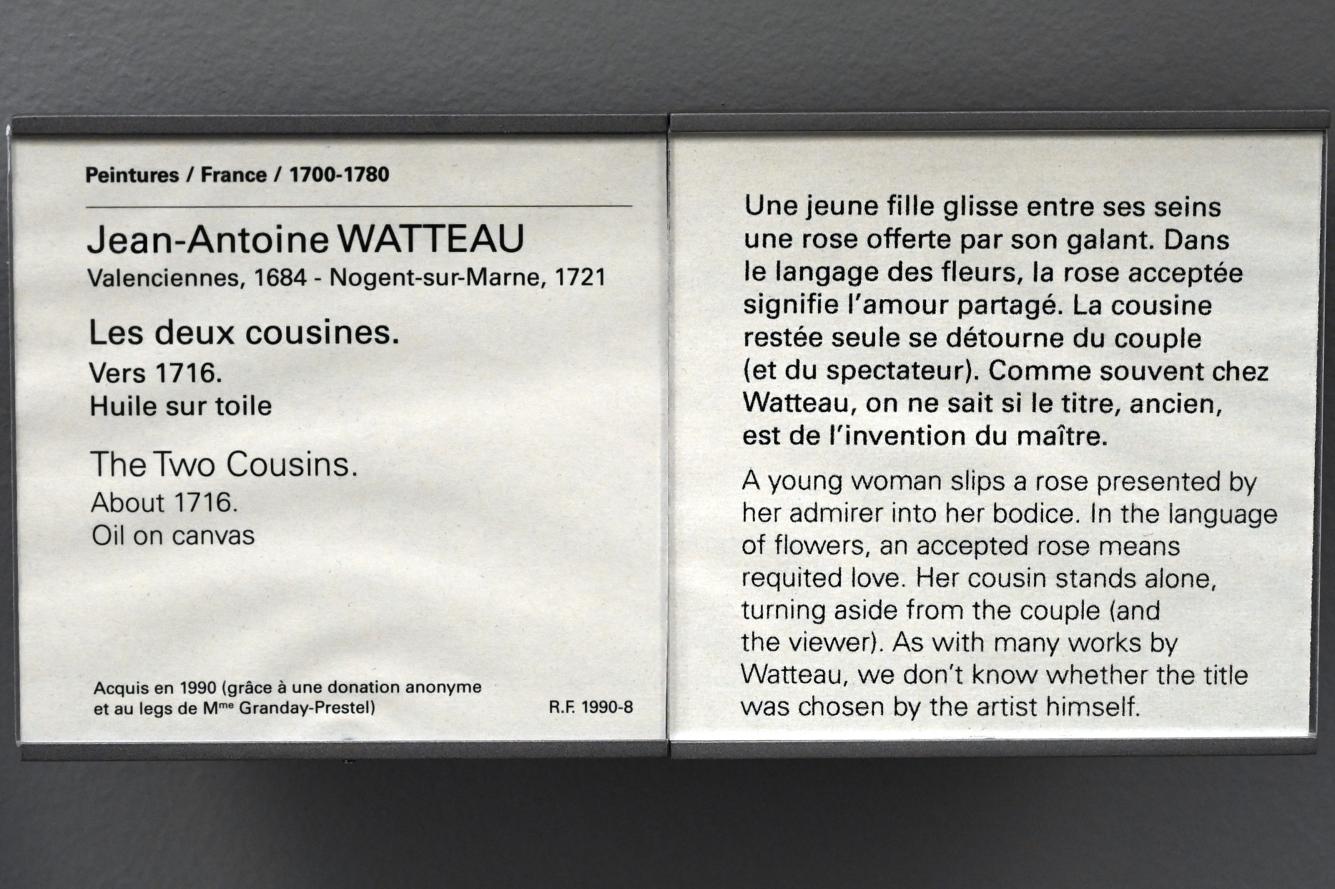 Peintures / France / 1700-1780
Jean-Antoine WATTEAU
Valenciennes, 1684 - Nogent-sur-Marne, 1721
Les deux cousines.
Vers 1716.
Huile sur toile
The Two Cousins.
About 1716.
Oil on canvas
Acquis en 1990 (grâce à une donation anonyme
et au legs de Mme Granday-Prestel)
R.F. 1990-8
Une jeune fille glisse entre ses seins
une rose offerte par son galant. Dans
le langage des fleurs, la rose acceptée
signifie l'amour partagé. La cousine
restée seule se détourne du couple
(et du spectateur). Comme souvent chez
Watteau, on ne sait si le titre, ancien,
est de l'invention du maître.
A young woman slips a rose presented by
her admirer into her bodice. In the language
of flowers, an accepted rose means
requited love. Her cousin stands alone,
turning aside from the couple (and
the viewer). As with many works by
Watteau, we don't know whether the title
was chosen by the artist himself.